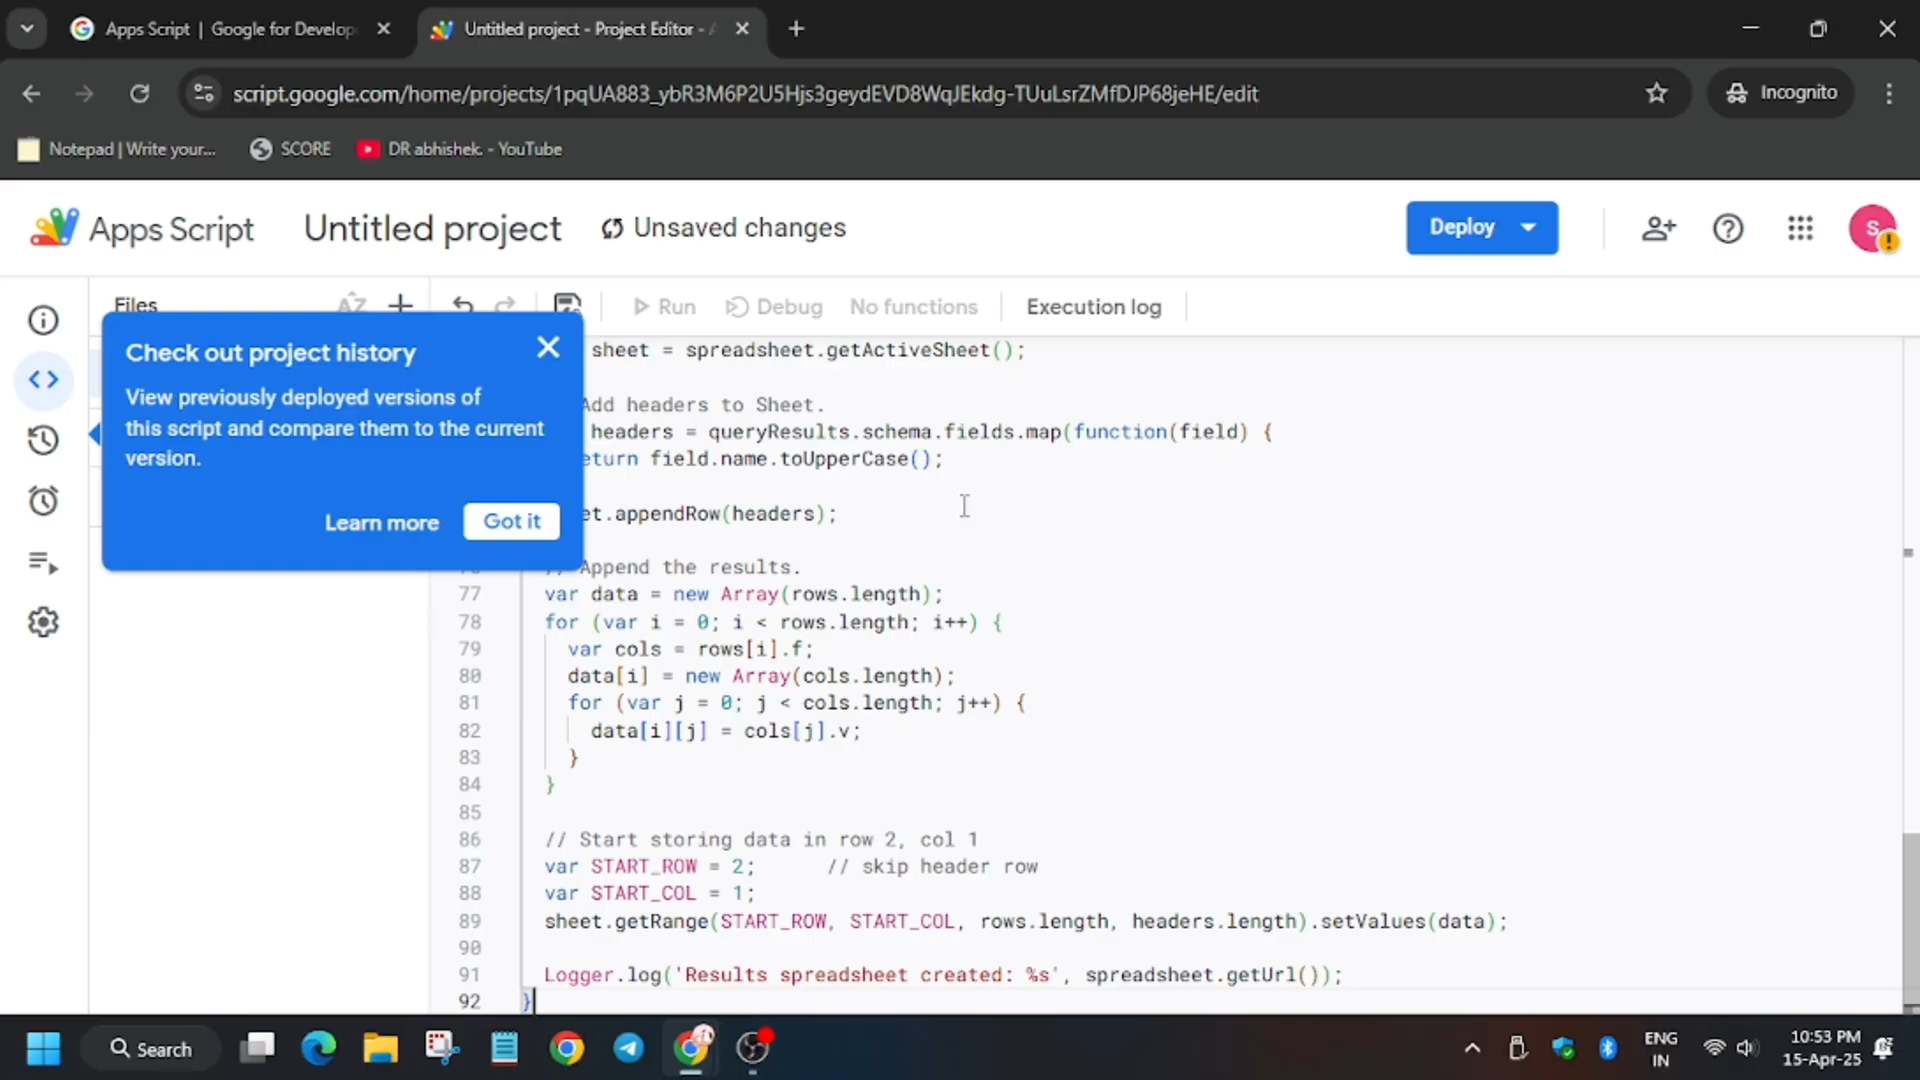 Apps Script | Google for Develop
Untitled project - Project Editor - A
script.google.com/home/projects/1pqUA883_ybR3M6P2U5Hjs3geydEVD8WqJEkdg-TUuLsrZMfDJP68jeHE/edit
Incognito
Notepad | Write your...
SCORE
DR abhishek. - YouTube
Apps Script
Untitled project
Unsaved changes
Deploy
S
Files
AZ
Run
Debug
No functions
Execution log
Check out project history
View previously deployed versions of
this script and compare them to the current
version.
Learn more
Got it
sheet = spreadsheet.getActiveSheet();
Add headers to Sheet.
headers = queryResults.schema.fields.map(function(field) {
eturn field.name.toUpperCase();
et.appendRow(headers);
// Append the results.
77 var data = new Array(rows.length);
78 for (var i = 0; i < rows.length; i++) {
79 var cols = rows[i].f;
80 data[i] = new Array(cols.length);
81 for (var j = 0; j < cols.length; j++) {
82 data[i][j] = cols[j].v;
83 }
84 }
85
86 // Start storing data in row 2, col 1
87 var START_ROW = 2; // skip header row
88 var START_COL = 1;
89 sheet.getRange(START_ROW, START_COL, rows.length, headers.length).setValues(data);
90
91 Logger.log('Results spreadsheet created: %s', spreadsheet.getUrl());
92 }
Search
ENG
IN
10:53 PM
15-Apr-25